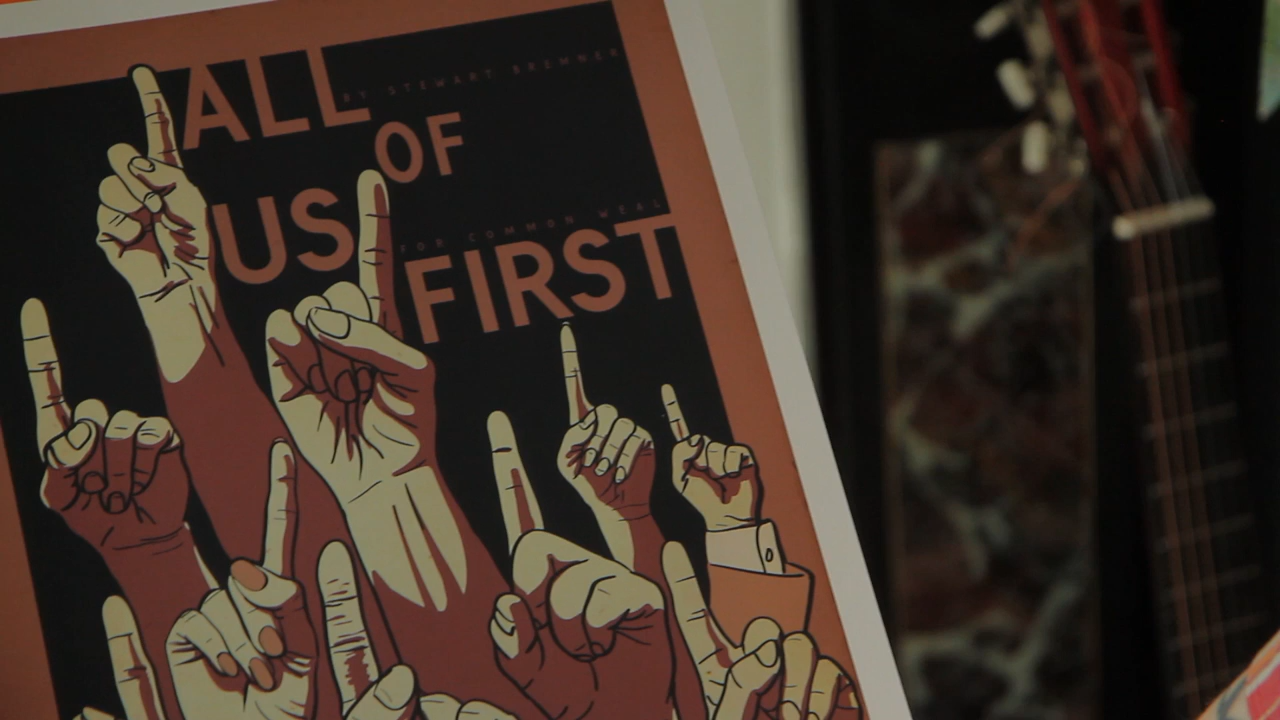 ALL
BY STEWART BREMNER
OF
US
FOR COMMON WEAL
FIRST